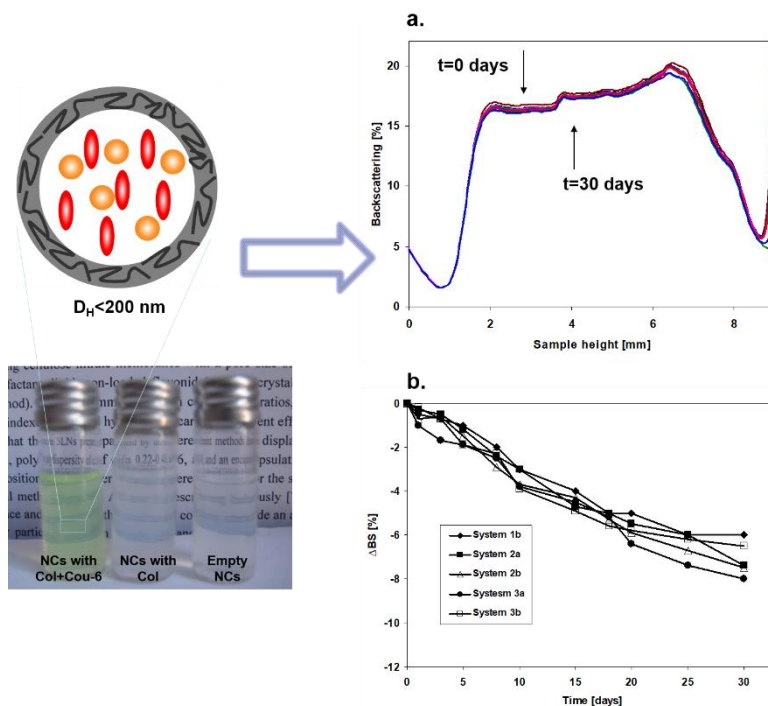 a.
t=0 days
t=30 days
Backscattering [%]
20
15
10
5
0
0 2 4 6 8
Sample height [mm]
D_H<200 nm
displa
for the s
NCs with Col+Cou-6
NCs with Col
Empty NCs
b.
ΔBS [%]
0
-2
-4
-6
-8
-10
-12
System 1b
System 2a
System 2b
Systesm 3a
System 3b
0 5 10 15 20 25 30
Time [days]